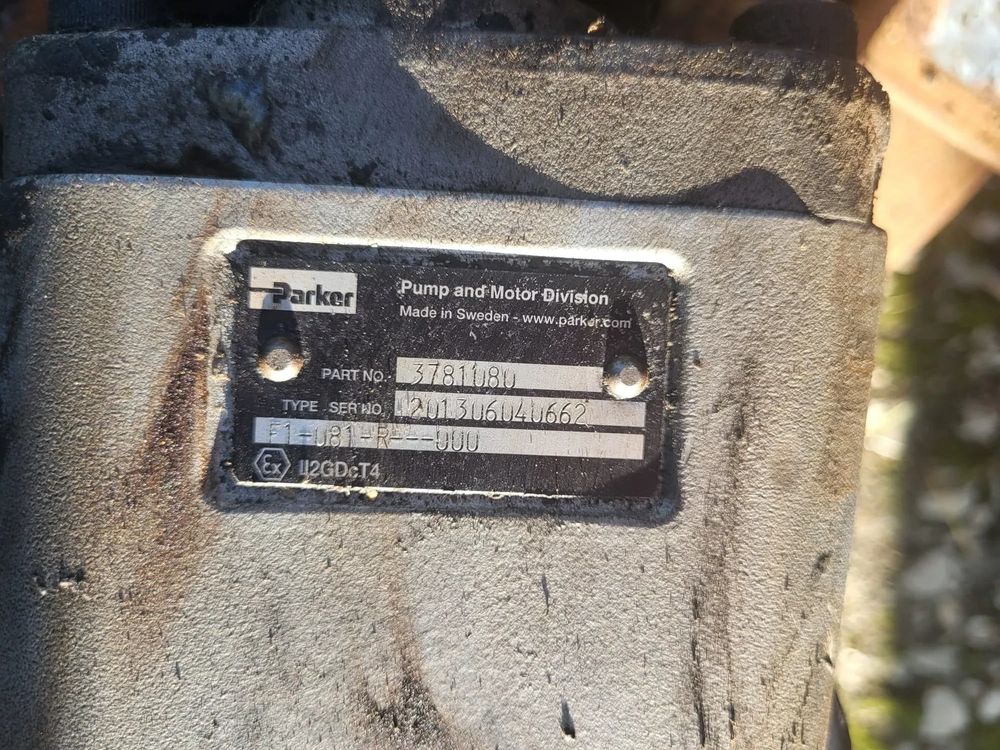 Parker
Pump and Motor Division
Made in Sweden - www.parker.com
PART NO. 3781080
TYPE SER NO. 201306040662
F1-081-R---000
Ex II2GDcT4